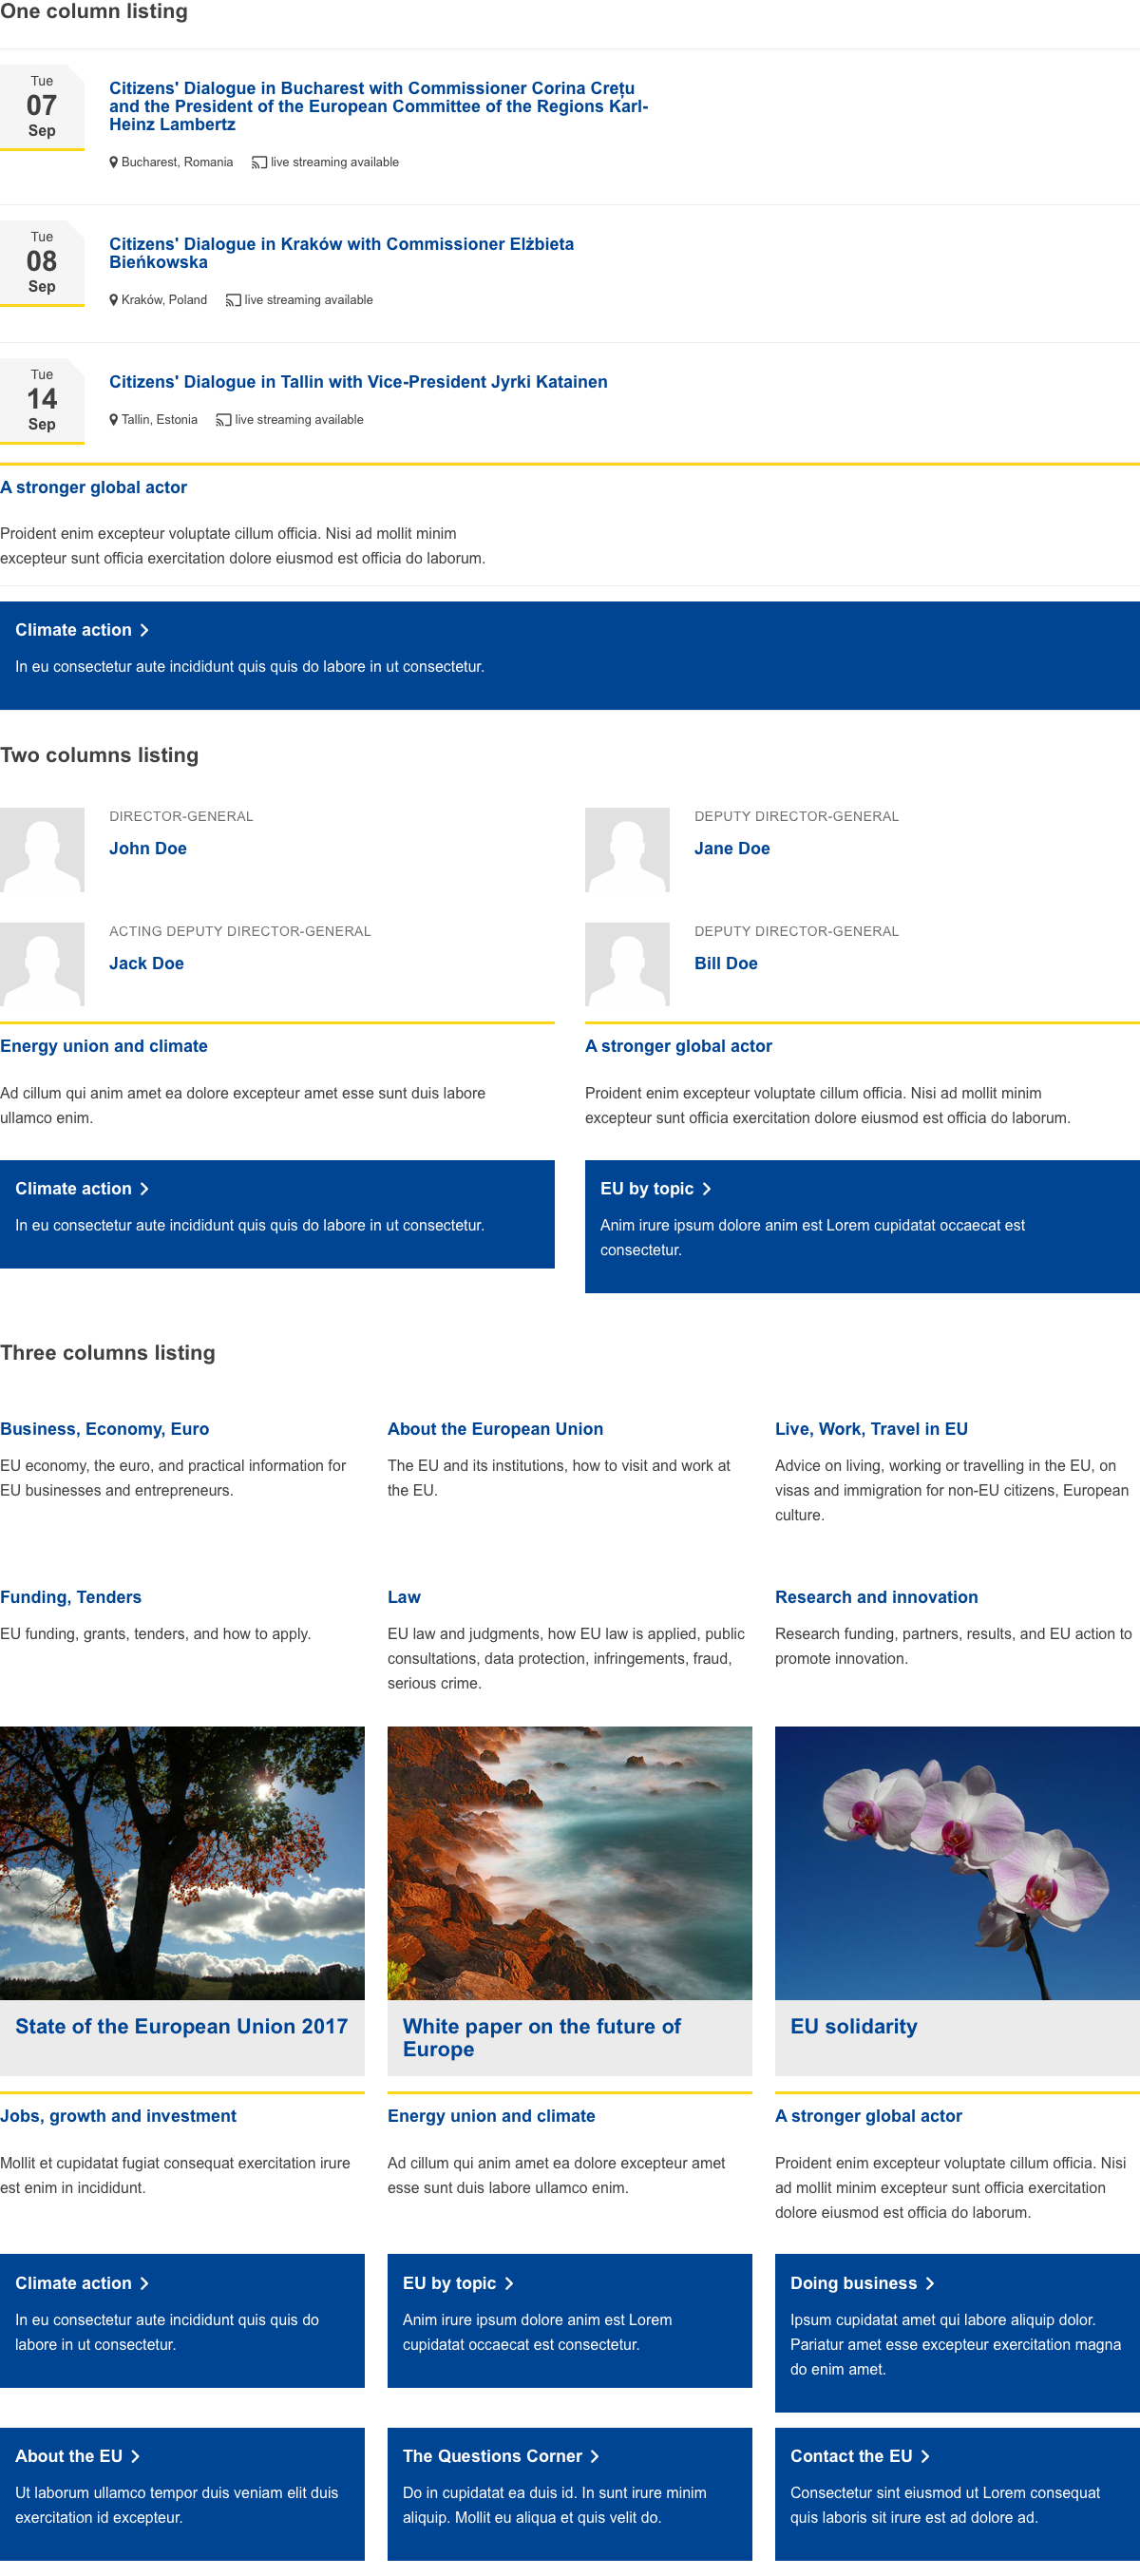 One column listing
Tue
07
Sep
Citizens' Dialogue in Bucharest with Commissioner Corina Crețu
and the President of the European Committee of the Regions Karl-
Heinz Lambertz
Bucharest, Romania live streaming available
Tue
08
Sep
Citizens' Dialogue in Kraków with Commissioner Elżbieta
Bieńkowska
Kraków, Poland live streaming available
Tue
14
Sep
Citizens' Dialogue in Tallin with Vice-President Jyrki Katainen
Tallin, Estonia live streaming available
A stronger global actor
Proident enim excepteur voluptate cillum officia. Nisi ad mollit minim
excepteur sunt officia exercitation dolore eiusmod est officia do laborum.
Climate action
In eu consectetur aute incididunt quis quis do labore in ut consectetur.
Two columns listing
DIRECTOR-GENERAL
John Doe
DEPUTY DIRECTOR-GENERAL
Jane Doe
ACTING DEPUTY DIRECTOR-GENERAL
Jack Doe
DEPUTY DIRECTOR-GENERAL
Bill Doe
Energy union and climate
Ad cillum qui anim amet ea dolore excepteur amet esse sunt duis labore
ullamco enim.
A stronger global actor
Proident enim excepteur voluptate cillum officia. Nisi ad mollit minim
excepteur sunt officia exercitation dolore eiusmod est officia do laborum.
Climate action
In eu consectetur aute incididunt quis quis do labore in ut consectetur.
EU by topic
Anim irure ipsum dolore anim est Lorem cupidatat occaecat est
consectetur.
Three columns listing
Business, Economy, Euro
EU economy, the euro, and practical information for
EU businesses and entrepreneurs.
About the European Union
The EU and its institutions, how to visit and work at
the EU.
Live, Work, Travel in EU
Advice on living, working or travelling in the EU, on
visas and immigration for non-EU citizens, European
culture.
Funding, Tenders
EU funding, grants, tenders, and how to apply.
Law
EU law and judgments, how EU law is applied, public
consultations, data protection, infringements, fraud,
serious crime.
Research and innovation
Research funding, partners, results, and EU action to
promote innovation.
State of the European Union 2017
White paper on the future of
Europe
EU solidarity
Jobs, growth and investment
Mollit et cupidatat fugiat consequat exercitation irure
est enim in incididunt.
Energy union and climate
Ad cillum qui anim amet ea dolore excepteur amet
esse sunt duis labore ullamco enim.
A stronger global actor
Proident enim excepteur voluptate cillum officia. Nisi
ad mollit minim excepteur sunt officia exercitation
dolore eiusmod est officia do laborum.
Climate action
In eu consectetur aute incididunt quis quis do
labore in ut consectetur.
EU by topic
Anim irure ipsum dolore anim est Lorem
cupidatat occaecat est consectetur.
Doing business
Ipsum cupidatat amet qui labore aliquip dolor.
Pariatur amet esse excepteur exercitation magna
do enim amet.
About the EU
Ut laborum ullamco tempor duis veniam elit duis
exercitation id excepteur.
The Questions Corner
Do in cupidatat ea duis id. In sunt irure minim
aliquip. Mollit eu aliqua et quis velit do.
Contact the EU
Consectetur sint eiusmod ut Lorem consequat
quis laboris sit irure est ad dolore ad.